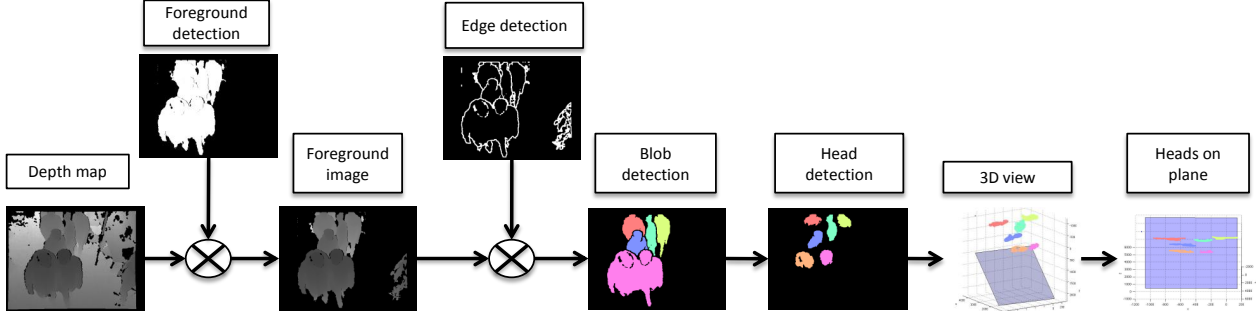 Foreground
detection
Edge detection
Depth map
Foreground
image
Blob
detection
Head
detection
3D view
Heads on
plane